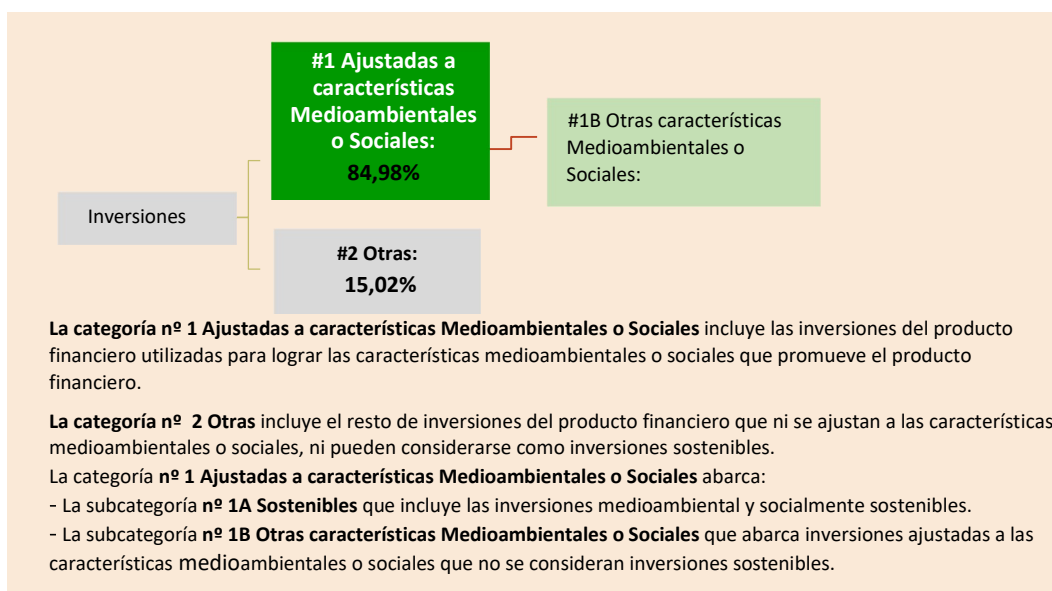 #1 Ajustadas a
características
Medioambientales
o Sociales:
84,98%
#1B Otras características
Medioambientales o
Sociales:
Inversiones
#2 Otras:
15,02%
La categoría nº 1 Ajustadas a características Medioambientales o Sociales incluye las inversiones del producto
financiero utilizadas para lograr las características medioambientales o sociales que promueve el producto
financiero.
La categoría nº 2 Otras incluye el resto de inversiones del producto financiero que ni se ajustan a las características
medioambientales o sociales, ni pueden considerarse como inversiones sostenibles.
La categoría nº 1 Ajustadas a características Medioambientales o Sociales abarca:
- La subcategoría nº 1A Sostenibles que incluye las inversiones medioambiental y socialmente sostenibles.
- La subcategoría nº 1B Otras características Medioambientales o Sociales que abarca inversiones ajustadas a las
características medioambientales o sociales que no se consideran inversiones sostenibles.